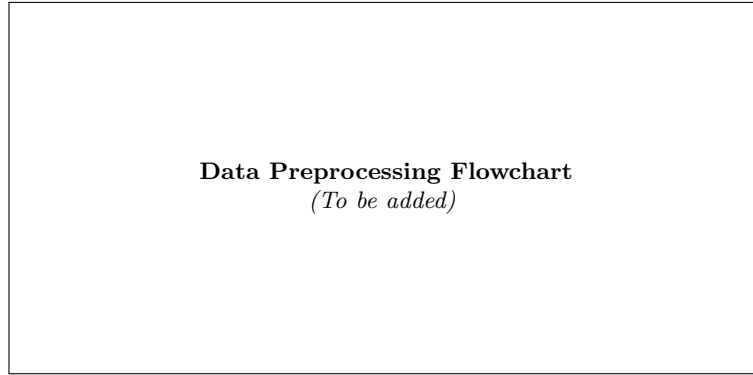 Data Preprocessing Flowchart
(To be added)